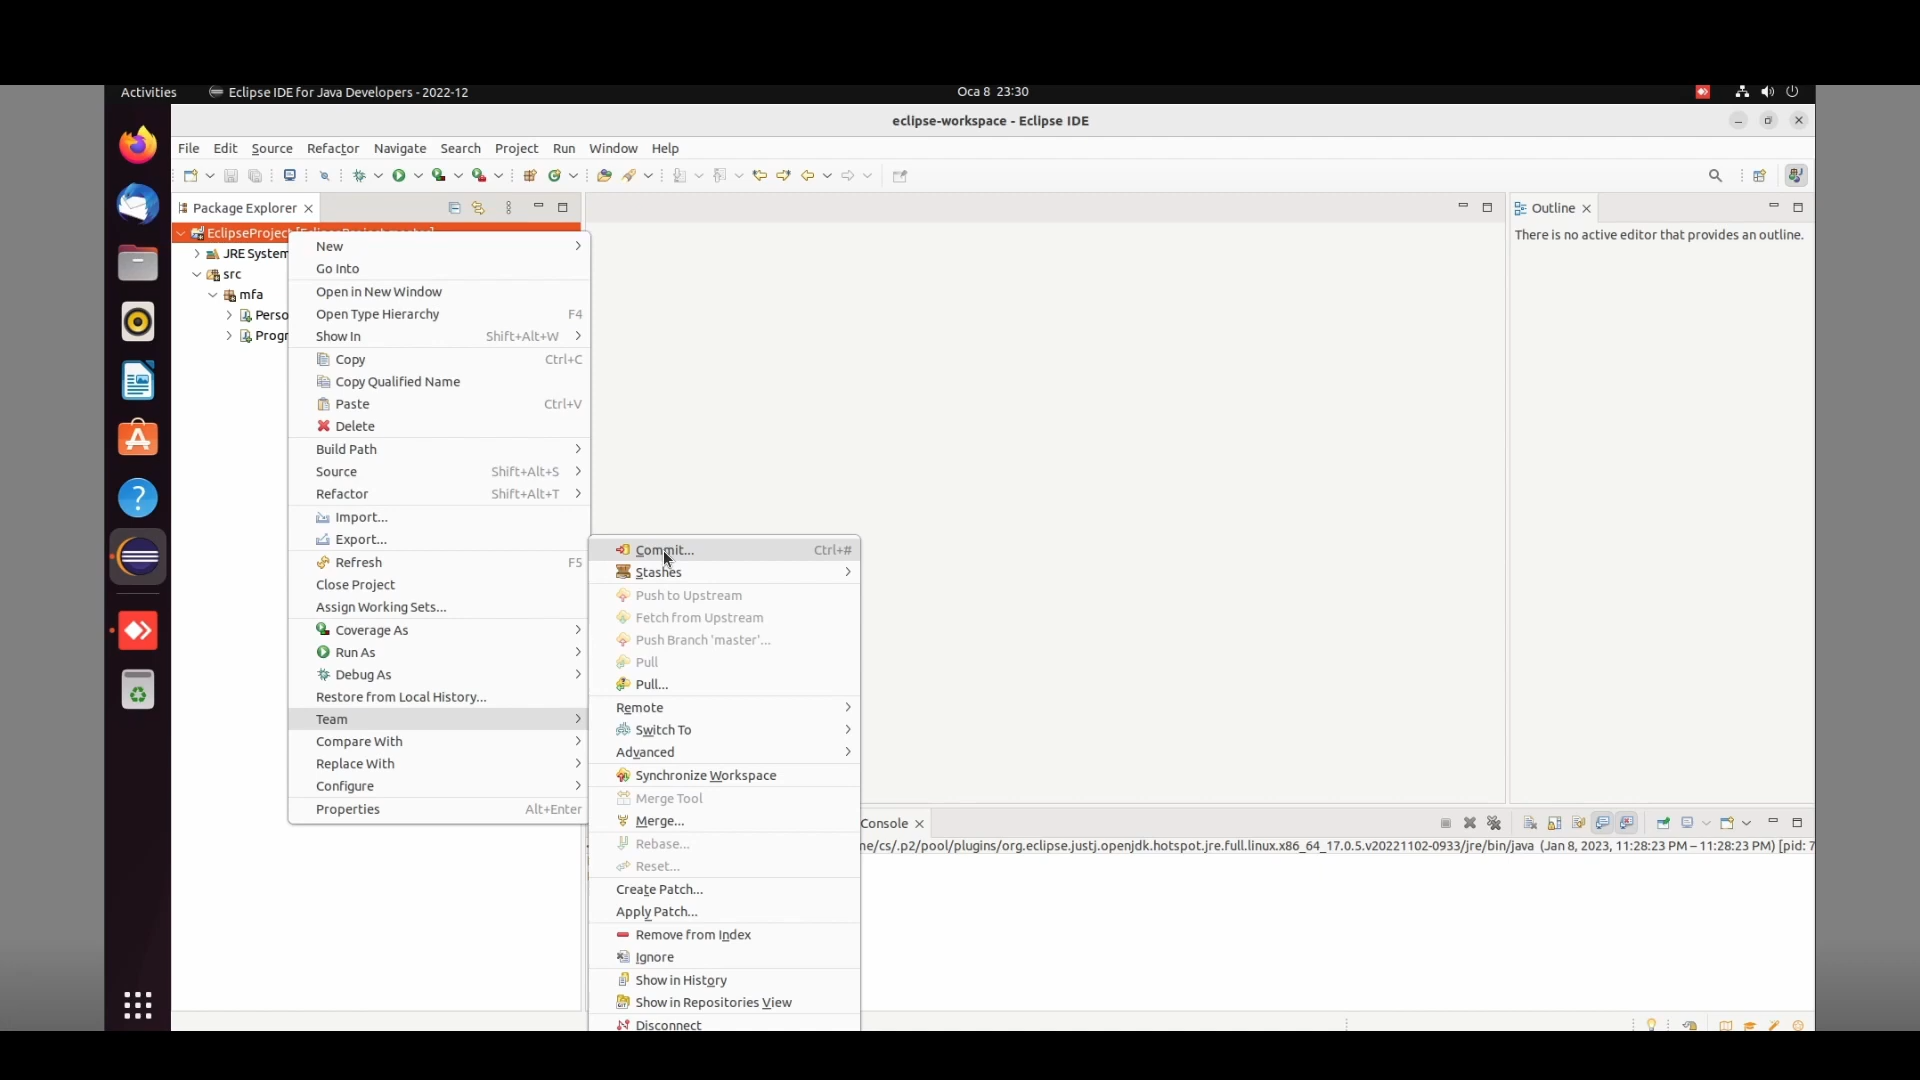 Activities
Eclipse IDE for Java Developers - 2022-12
Oca 8 23:30
eclipse-workspace - Eclipse IDE
File Edit Source Refactor Navigate Search Project Run Window Help
Package Explorer
Outline
EclipseProject [EclipseProject master]
There is no active editor that provides an outline.
JRE System
src
mfa
New
Go Into
Open in New Window
Open Type Hierarchy F4
Show In Shift+Alt+W
Copy Ctrl+C
Copy Qualified Name
Paste Ctrl+V
Delete
Build Path
Source Shift+Alt+S
Refactor Shift+Alt+T
Import...
Export...
Refresh F5
Close Project
Assign Working Sets...
Coverage As
Run As
Debug As
Restore from Local History...
Team
Compare With
Replace With
Configure
Properties Alt+Enter
Commit... Ctrl+#
Stashes
Push to Upstream
Fetch from Upstream
Push Branch 'master'...
Pull
Pull...
Remote
Switch To
Advanced
Synchronize Workspace
Merge Tool
Merge...
Rebase...
Reset...
Create Patch...
Apply Patch...
Remove from Index
Ignore
Show in History
Show in Repositories View
Disconnect
Console
ne/cs/.p2/pool/plugins/org.eclipse.justj.openjdk.hotspot.jre.full.linux.x86_64_17.0.5.v20221102-0933/jre/bin/java (Jan 8, 2023, 11:28:23 PM – 11:28:23 PM) [pid: 7